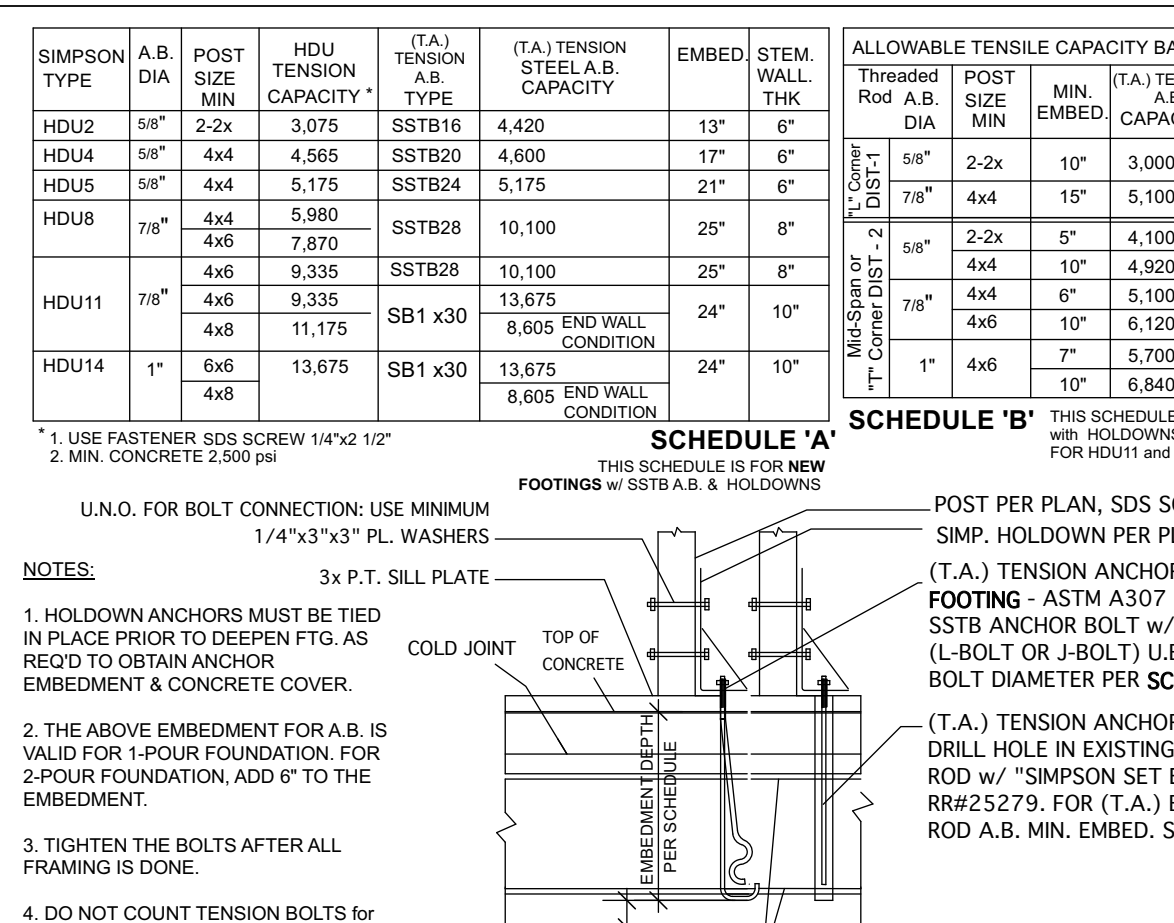 SIMPSON TYPE | A.B. DIA | POST SIZE MIN | HDU TENSION CAPACITY * | (T.A.) TENSION A.B. TYPE | (T.A.) TENSION STEEL A.B. CAPACITY | EMBED. | STEM. WALL. THK
HDU2 | 5/8" | 2-2x | 3,075 | SSTB16 | 4,420 | 13" | 6"
HDU4 | 5/8" | 4x4 | 4,565 | SSTB20 | 4,600 | 17" | 6"
HDU5 | 5/8" | 4x4 | 5,175 | SSTB24 | 5,175 | 21" | 6"
HDU8 | 7/8" | 4x4 | 5,980 | SSTB28 | 10,100 | 25" | 8"
4x6 | 7,870
HDU11 | 7/8" | 4x6 | 9,335 | SSTB28 | 10,100 | 25" | 8"
4x6 | 9,335 | SB1 x30 | 13,675 | 24" | 10"
4x8 | 11,175 | 8,605 END WALL CONDITION
HDU14 | 1" | 6x6 | 13,675 | SB1 x30 | 13,675 | 24" | 10"
4x8 | 8,605 END WALL CONDITION
* 1. USE FASTENER SDS SCREW 1/4"x2 1/2"
2. MIN. CONCRETE 2,500 psi
SCHEDULE 'A'
THIS SCHEDULE IS FOR NEW
FOOTINGS w/ SSTB A.B. & HOLDOWNS
ALLOWABLE TENSILE CAPACITY BA
Threaded Rod A.B. DIA | POST SIZE MIN | MIN. EMBED. | (T.A.) TE A.B CAPAC
"L" Corner DIST-1
5/8" | 2-2x | 10" | 3,000
7/8" | 4x4 | 15" | 5,100
Mid-Span or "T" Corner DIST - 2
5/8" | 2-2x | 5" | 4,100
4x4 | 10" | 4,920
7/8" | 4x4 | 6" | 5,100
4x6 | 10" | 6,120
1" | 4x6 | 7" | 5,700
10" | 6,840
SCHEDULE 'B'
THIS SCHEDULE
with HOLDOWNS
FOR HDU11 and
U.N.O. FOR BOLT CONNECTION: USE MINIMUM
1/4"x3"x3" PL. WASHERS
3x P.T. SILL PLATE
COLD JOINT
TOP OF
CONCRETE
EMBEDMENT DEPTH
PER SCHEDULE
POST PER PLAN, SDS SC
SIMP. HOLDOWN PER PL
(T.A.) TENSION ANCHOR
FOOTING - ASTM A307
SSTB ANCHOR BOLT w/
(L-BOLT OR J-BOLT) U.B
BOLT DIAMETER PER SC
(T.A.) TENSION ANCHOR
DRILL HOLE IN EXISTING
ROD w/ "SIMPSON SET E
RR#25279. FOR (T.A.) E
ROD A.B. MIN. EMBED. S
NOTES:
1. HOLDOWN ANCHORS MUST BE TIED
IN PLACE PRIOR TO DEEPEN FTG. AS
REQ'D TO OBTAIN ANCHOR
EMBEDMENT & CONCRETE COVER.
2. THE ABOVE EMBEDMENT FOR A.B. IS
VALID FOR 1-POUR FOUNDATION. FOR
2-POUR FOUNDATION, ADD 6" TO THE
EMBEDMENT.
3. TIGHTEN THE BOLTS AFTER ALL
FRAMING IS DONE.
4. DO NOT COUNT TENSION BOLTS for